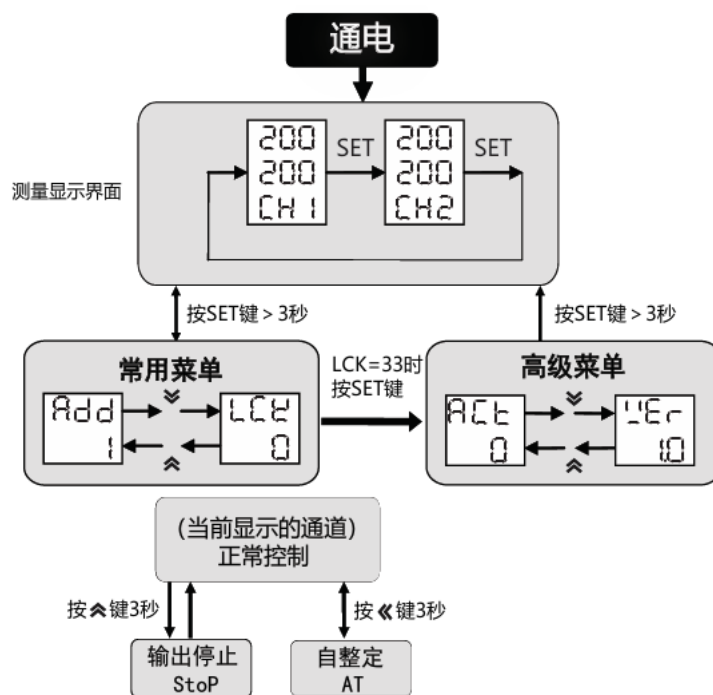 通电
200
200
CH1
SET
200
200
CH2
SET
测量显示界面
按SET键>3秒
按SET键>3秒
常用菜单
Add
1
LCK
0
LCK=33时
按SET键
高级菜单
ACt
0
VEr
1.0
(当前显示的通道)
正常控制
按键3秒
按键3秒
输出停止
StoP
自整定
AT